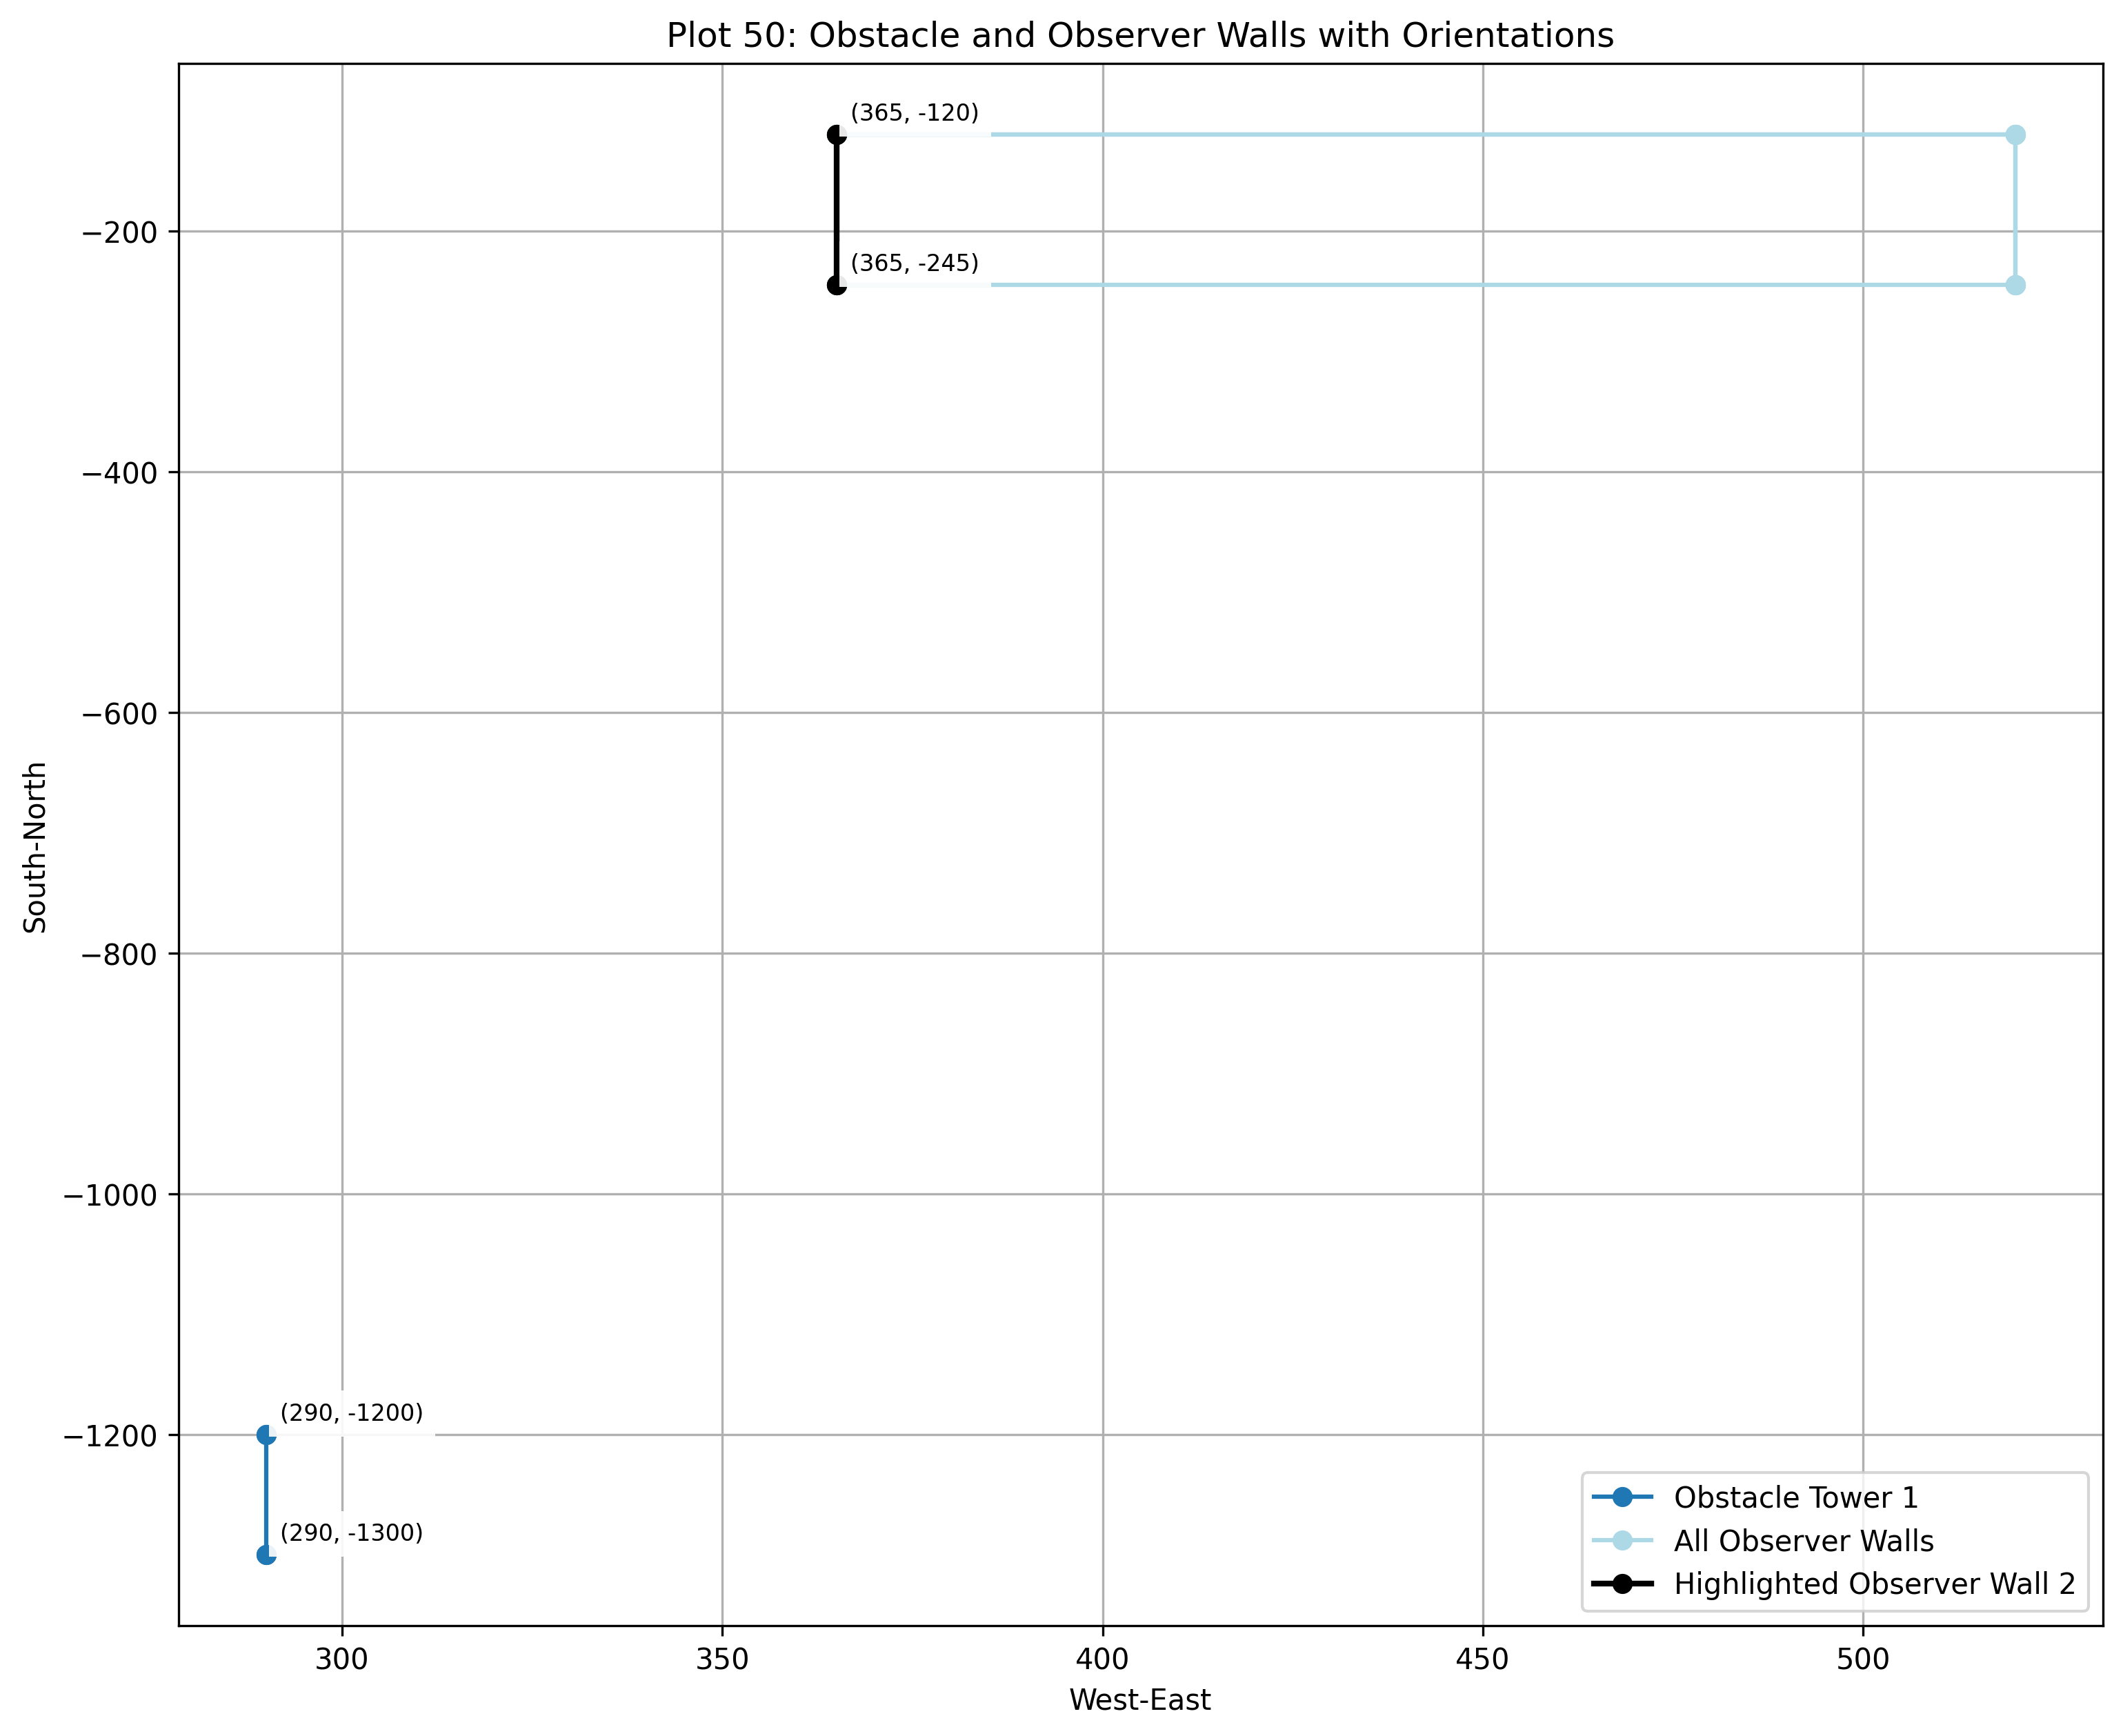 Plot 50: Obstacle and Observer Walls with Orientations
(365, -120)
−200
(365, -245)
−400
−600
South-North
−800
−1000
(290, -1200)
−1200
(290, -1300)
Obstacle Tower 1
All Observer Walls
Highlighted Observer Wall 2
300 350 400 450 500
West-East